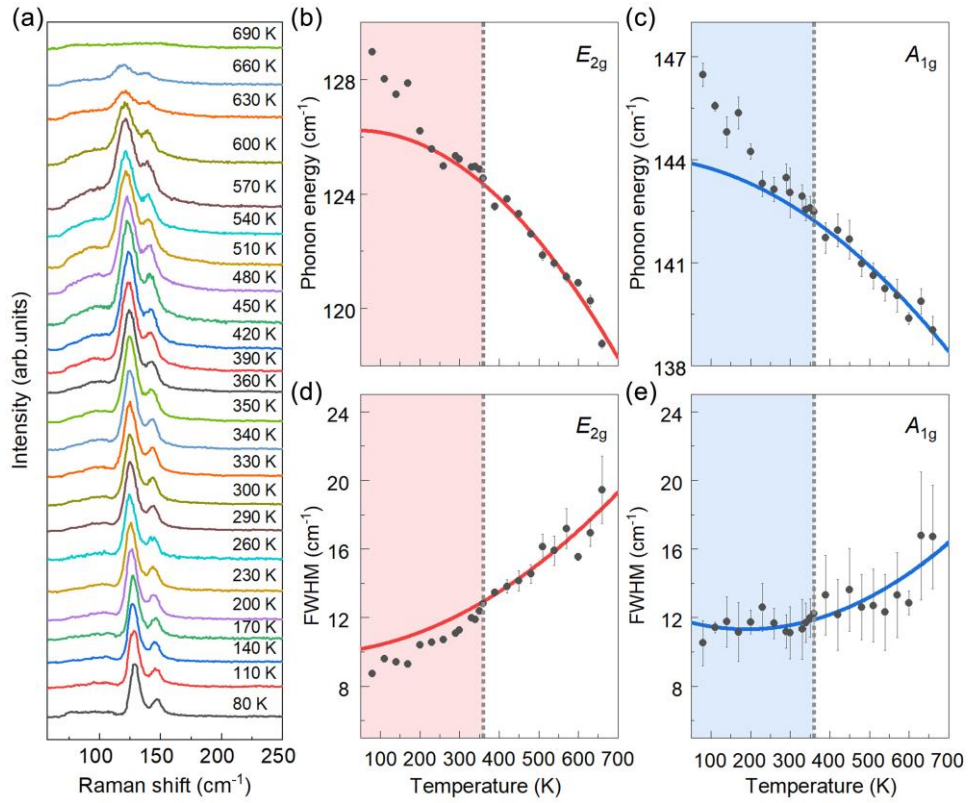 (a)
690 K
660 K
630 K
600 K
570 K
540 K
510 K
480 K
450 K
420 K
390 K
360 K
350 K
340 K
330 K
300 K
290 K
260 K
230 K
200 K
170 K
140 K
110 K
80 K
Intensity (arb.units)
100 150 200 250
Raman shift (cm⁻¹)
(b)
E₂g
128
124
120
Phonon energy (cm⁻¹)
(c)
A₁g
147
144
141
138
Phonon energy (cm⁻¹)
(d)
E₂g
24
20
16
12
8
FWHM (cm⁻¹)
100 200 300 400 500 600 700
Temperature (K)
(e)
A₁g
24
20
16
12
8
FWHM (cm⁻¹)
100 200 300 400 500 600 700
Temperature (K)